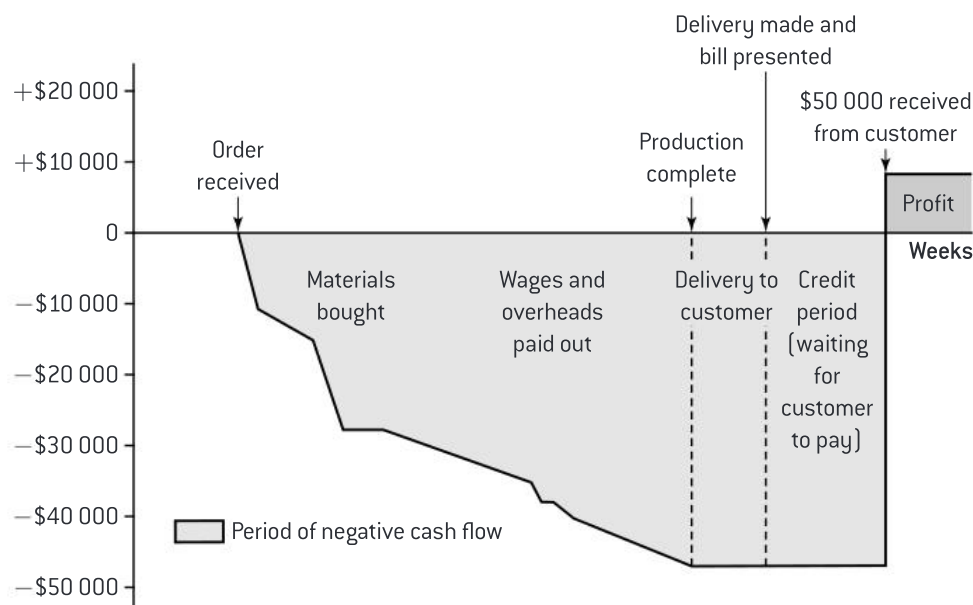 Delivery made and
bill presented
+$20 000
$50 000 received
from customer
Order
received
Production
complete
+$10 000
Profit
0
Weeks
Materials
bought
Wages and
overheads
paid out
Delivery to
customer
Credit
period
(waiting
for
customer
to pay)
−$10 000
−$20 000
−$30 000
−$40 000
Period of negative cash flow
−$50 000